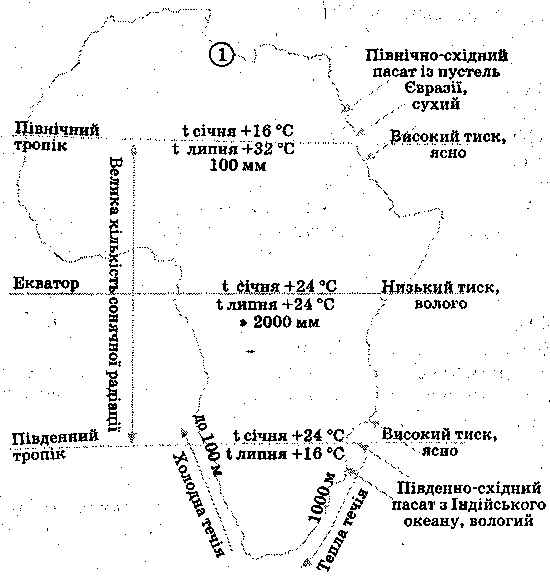 1
Північно-східний
пасат із пустель
Євразії,
сухий
Північний
тропік
t січня +16 °C
t липня +32 °C
100 мм
Високий тиск,
ясно
Велика кількість сонячної радіації
Екватор
t січня +24 °C
t липня +24 °C
> 2000 мм
Низький тиск,
волого
Південний
тропік
до 100 м
t січня +24 °C
t липня +16 °C
Високий тиск,
ясно
Холодна течія
1000 м
Тепла течія
Південно-східний
пасат з Індійського
океану, вологий